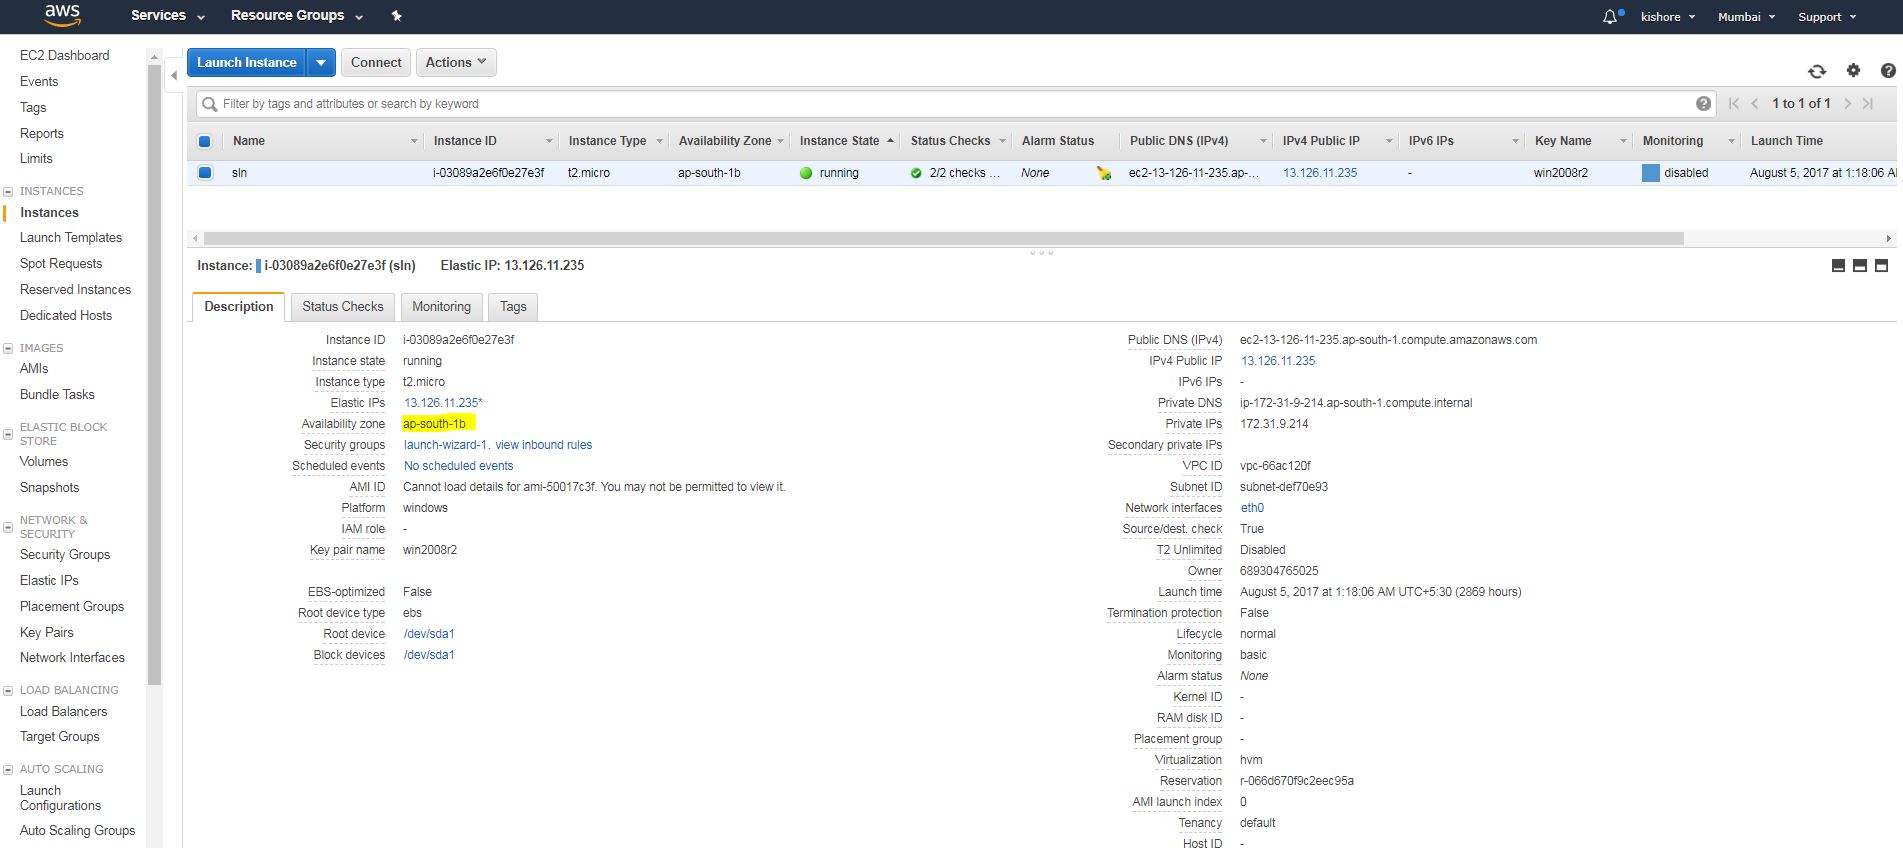 aws Services Resource Groups kishore Mumbai Support
EC2 Dashboard
Events
Tags
Reports
Limits
INSTANCES
Instances
Launch Templates
Spot Requests
Reserved Instances
Dedicated Hosts
IMAGES
AMIs
Bundle Tasks
ELASTIC BLOCK
STORE
Volumes
Snapshots
NETWORK &
SECURITY
Security Groups
Elastic IPs
Placement Groups
Key Pairs
Network Interfaces
LOAD BALANCING
Load Balancers
Target Groups
AUTO SCALING
Launch
Configurations
Auto Scaling Groups
Launch Instance Connect Actions
Filter by tags and attributes or search by keyword 1 to 1 of 1
Name Instance ID Instance Type Availability Zone Instance State Status Checks Alarm Status Public DNS (IPv4) IPv4 Public IP IPv6 IPs Key Name Monitoring Launch Time
sln i-03089a2e6f0e27e3f t2.micro ap-south-1b running 2/2 checks ... None ec2-13-126-11-235.ap-... 13.126.11.235 - win2008r2 disabled August 5, 2017 at 1:18:06 A
Instance: i-03089a2e6f0e27e3f (sln) Elastic IP: 13.126.11.235
Description Status Checks Monitoring Tags
Instance ID i-03089a2e6f0e27e3f
Instance state running
Instance type t2.micro
Elastic IPs 13.126.11.235*
Availability zone ap-south-1b
Security groups launch-wizard-1. view inbound rules
Scheduled events No scheduled events
AMI ID Cannot load details for ami-50017c3f. You may not be permitted to view it.
Platform windows
IAM role -
Key pair name win2008r2
EBS-optimized False
Root device type ebs
Root device /dev/sda1
Block devices /dev/sda1
Public DNS (IPv4) ec2-13-126-11-235.ap-south-1.compute.amazonaws.com
IPv4 Public IP 13.126.11.235
IPv6 IPs -
Private DNS ip-172-31-9-214.ap-south-1.compute.internal
Private IPs 172.31.9.214
Secondary private IPs
VPC ID vpc-66ac120f
Subnet ID subnet-def70e93
Network interfaces eth0
Source/dest. check True
T2 Unlimited Disabled
Owner 689304765025
Launch time August 5, 2017 at 1:18:06 AM UTC+5:30 (2869 hours)
Termination protection False
Lifecycle normal
Monitoring basic
Alarm status None
Kernel ID -
RAM disk ID -
Placement group -
Virtualization hvm
Reservation r-066d670f9c2eec95a
AMI launch index 0
Tenancy default
Host ID -